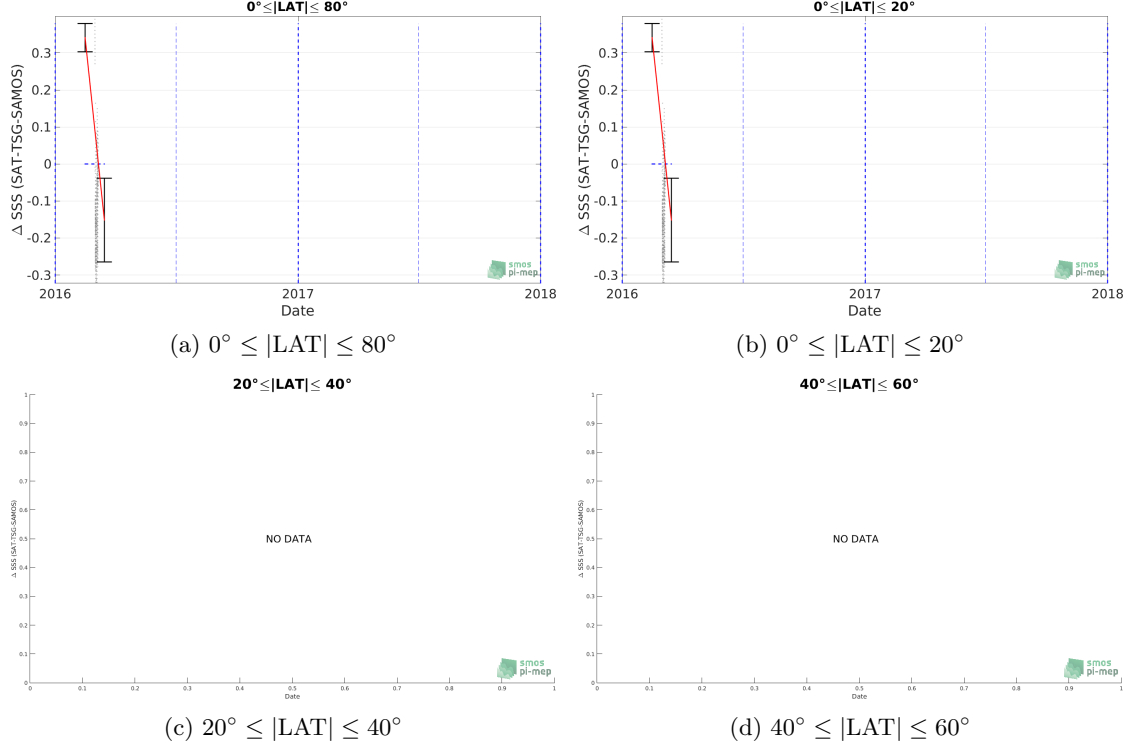 0°≤|LAT|≤ 80°
Δ SSS (SAT-TSG-SAMOS)
0.3
0.2
0.1
0
-0.1
-0.2
-0.3
2016
2017
2018
Date
smos
pi-mep
(a) 0° ≤ |LAT| ≤ 80°
0°≤|LAT|≤ 20°
Δ SSS (SAT-TSG-SAMOS)
0.3
0.2
0.1
0
-0.1
-0.2
-0.3
2016
2017
2018
Date
smos
pi-mep
(b) 0° ≤ |LAT| ≤ 20°
20°≤|LAT|≤ 40°
Δ SSS (SAT-TSG-SAMOS)
1
0.9
0.8
0.7
0.6
0.5
0.4
0.3
0.2
0.1
0
NO DATA
0 0.1 0.2 0.3 0.4 0.5 0.6 0.7 0.8 0.9 1
Date
smos
pi-mep
(c) 20° ≤ |LAT| ≤ 40°
40°≤|LAT|≤ 60°
Δ SSS (SAT-TSG-SAMOS)
1
0.9
0.8
0.7
0.6
0.5
0.4
0.3
0.2
0.1
0
NO DATA
0 0.1 0.2 0.3 0.4 0.5 0.6 0.7 0.8 0.9 1
Date
smos
pi-mep
(d) 40° ≤ |LAT| ≤ 60°